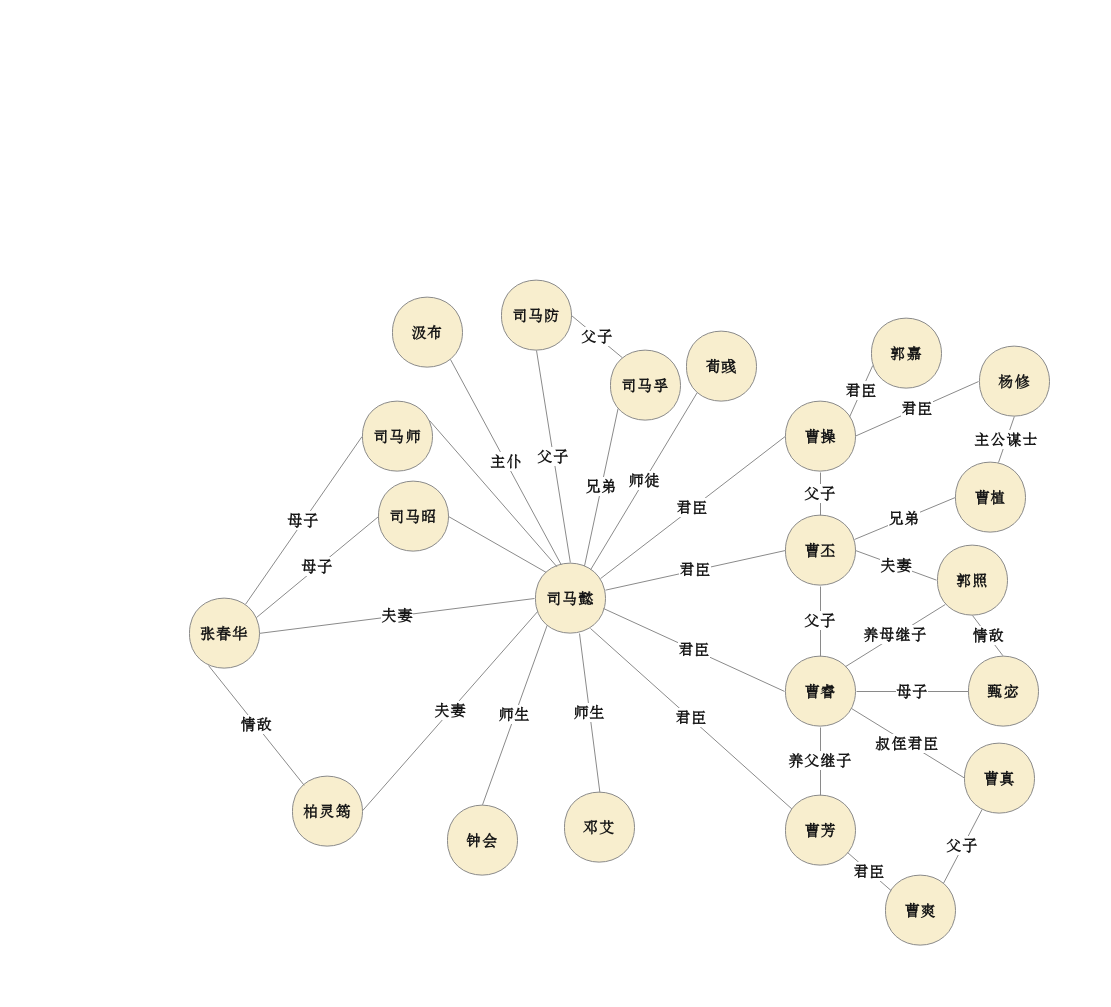 司马防
汲布
父子
郭嘉
荀彧
司马孚
杨修
君臣
君臣
司马师
曹操
主公谋士
父子
主仆
师徒
兄弟
父子
曹植
君臣
司马昭
母子
兄弟
曹丕
母子
夫妻
君臣
郭照
司马懿
夫妻
父子
张春华
养母继子
情敌
君臣
曹睿
母子
甄宓
夫妻
师生
师生
君臣
情敌
叔侄君臣
养父继子
曹真
柏灵筠
邓艾
曹芳
钟会
父子
君臣
曹爽